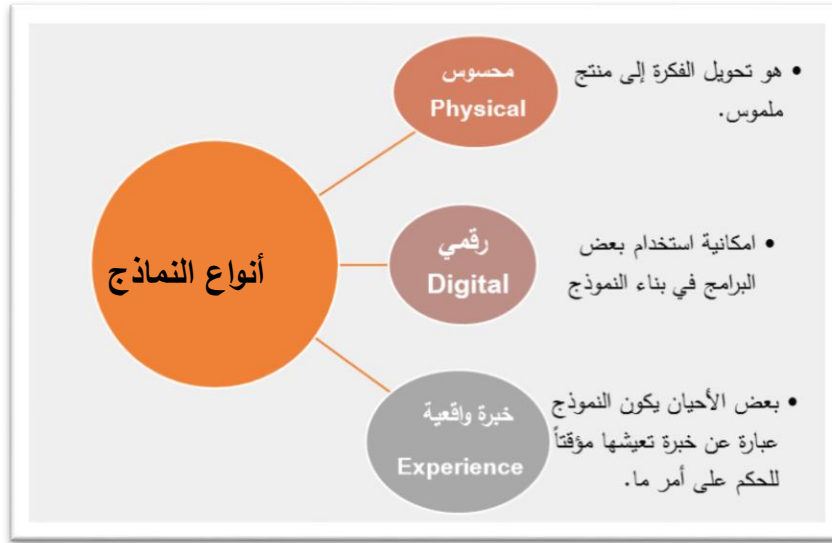 أنواع النماذج
محسوس
Physical
• هو تحويل الفكرة إلى منتج
ملموس.
رقمي
Digital
• امكانية استخدام بعض
البرامج في بناء النموذج
خبرة واقعية
Experience
• بعض الأحيان يكون النموذج
عبارة عن خبرة تعيشها مؤقتاً
للحكم على أمر ما.